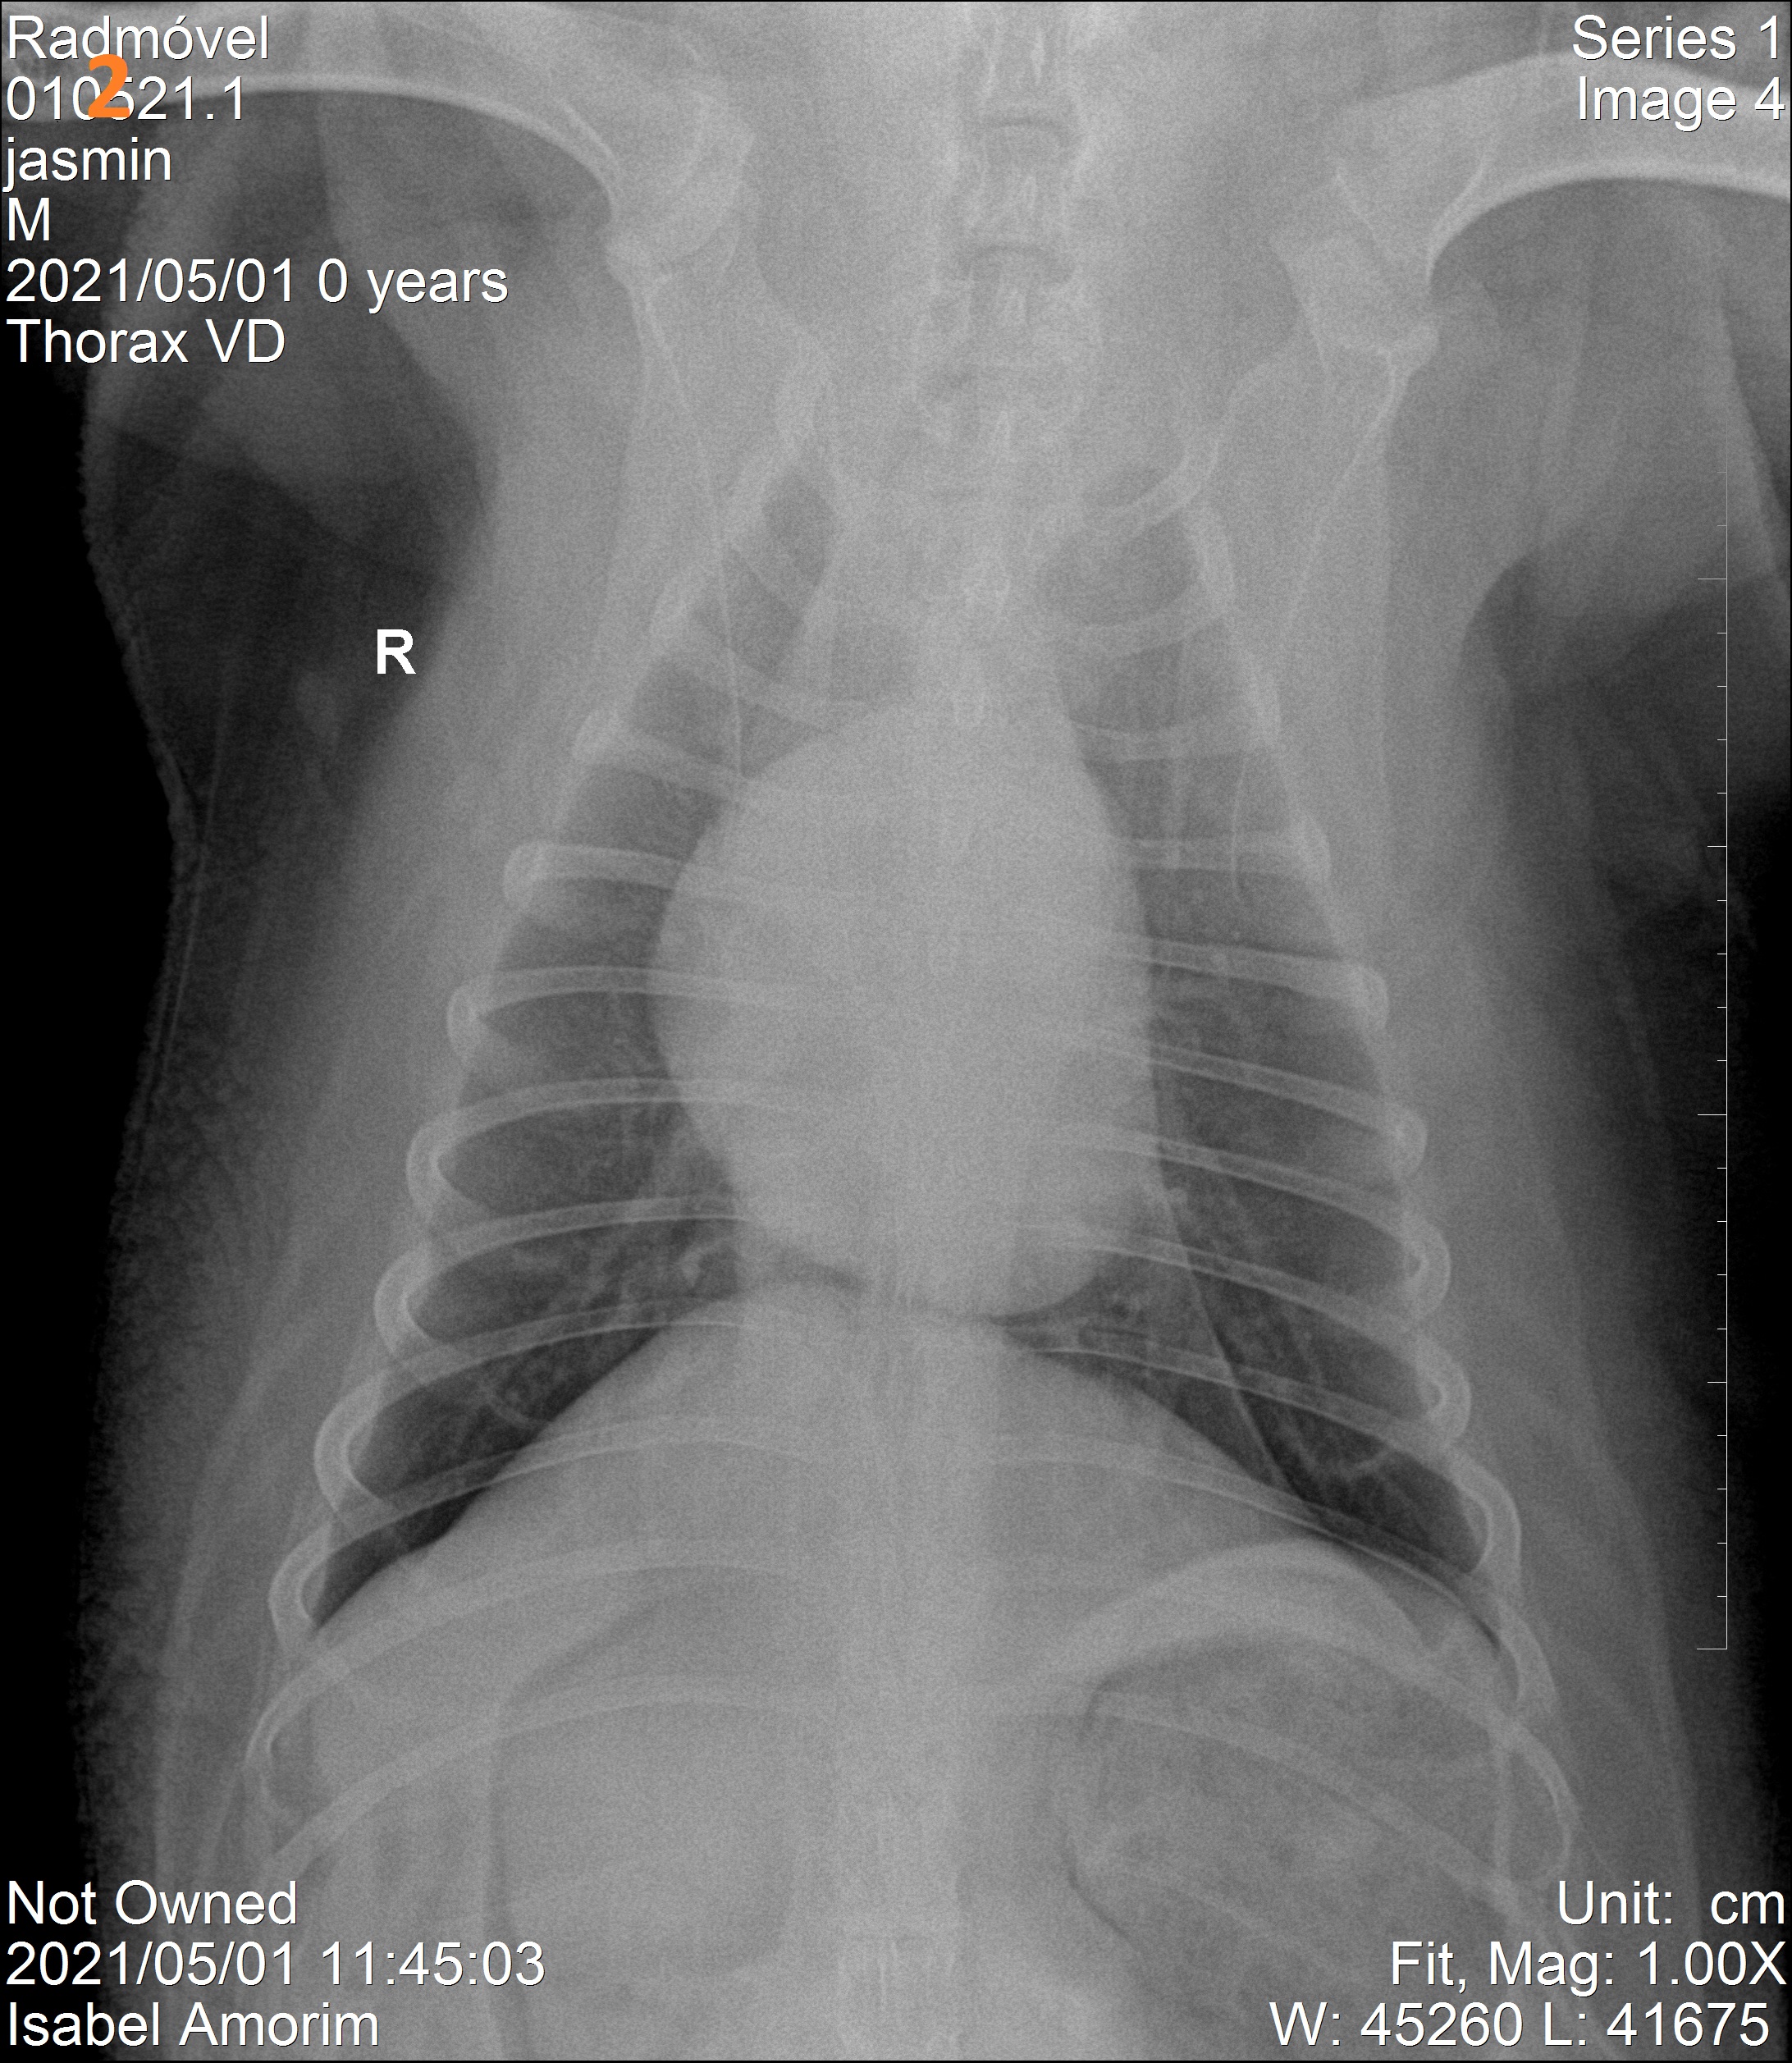 Radmóvel
2
010521.1
jasmin
M
2021/05/01 0 years
Thorax VD
Series 1
Image 4
R
Not Owned
2021/05/01 11:45:03
Isabel Amorim
Unit: cm
Fit, Mag: 1.00X
W: 45260 L: 41675